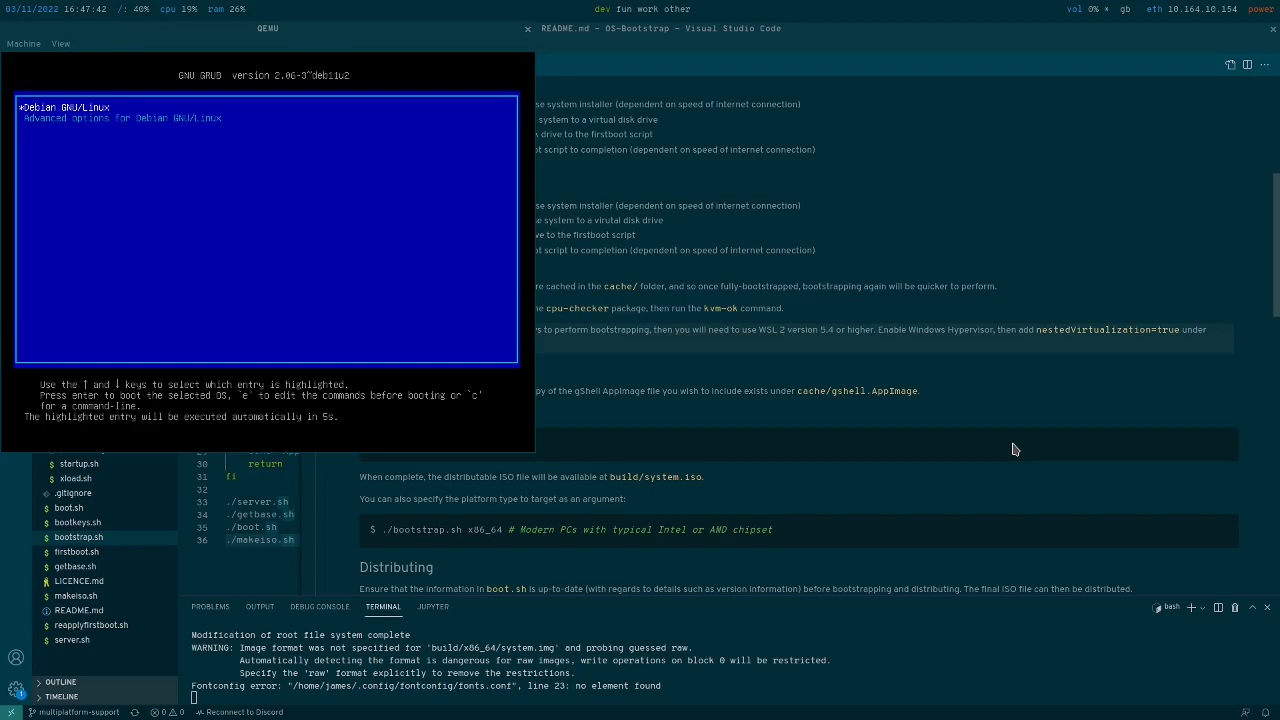 03/11/2022 16:47:42 /: 40% cpu 19% ram 26%
dev fun work other
vol 0% * gb eth 10.164.10.154 power
QEMU
README.md - OS-Bootstrap - Visual Studio Code
Machine View
GNU GRUB version 2.06-3~deb11u2
*Debian GNU/Linux
Advanced options for Debian GNU/Linux
Use the ↑ and ↓ keys to select which entry is highlighted.
Press enter to boot the selected OS, `e' to edit the commands before booting or `c'
for a command-line.
The highlighted entry will be executed automatically in 5s.
se system installer (dependent on speed of internet connection)
system to a virtual disk drive
k drive to the firstboot script
ot script to completion (dependent on speed of internet connection)
se system installer (dependent on speed of internet connection)
se system to a virutal disk drive
ve to the firstboot script
ot script to completion (dependent on speed of internet connection)
re cached in the cache/ folder, and so once fully-bootstrapped, bootstrapping again will be quicker to perform.
he cpu-checker package, then run the kvm-ok command.
ys to perform bootstrapping, then you will need to use WSL 2 version 5.4 or higher. Enable Windows Hypervisor, then add nestedVirtualization=true under
opy of the gShell AppImage file you wish to include exists under cache/gshell.AppImage.
When complete, the distributable ISO file will be available at build/system.iso.
You can also specify the platform type to target as an argument:
$ ./bootstrap.sh x86_64 # Modern PCs with typical Intel or AMD chipset
Distributing
Ensure that the information in boot.sh is up-to-date (with regards to details such as version information) before bootstrapping and distributing. The final ISO file can then be distributed.
startup.sh
$ xload.sh
.gitignore
$ boot.sh
$ bootkeys.sh
$ bootstrap.sh
$ firstboot.sh
$ getbase.sh
LICENCE.md
$ makeiso.sh
README.md
$ reapplyfirstboot.sh
$ server.sh
OUTLINE
TIMELINE
29
30 return
31 fi
32
33 ./server.sh
34 ./getbase.sh
35 ./boot.sh
36 ./makeiso.sh
PROBLEMS OUTPUT DEBUG CONSOLE TERMINAL JUPYTER
bash
Modification of root file system complete
WARNING: Image format was not specified for 'build/x86_64/system.img' and probing guessed raw.
Automatically detecting the format is dangerous for raw images, write operations on block 0 will be restricted.
Specify the 'raw' format explicitly to remove the restrictions.
Fontconfig error: "/home/james/.config/fontconfig/fonts.conf", line 23: no element found
multiplatform-support 0 0 Reconnect to Discord